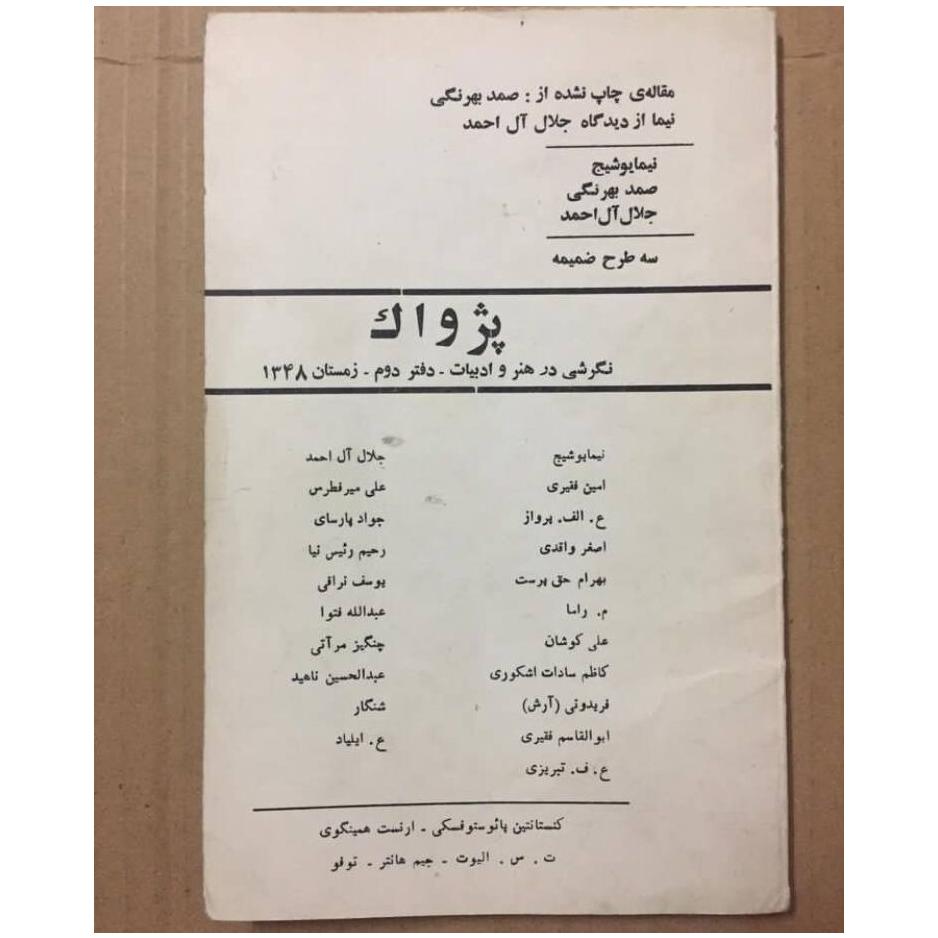 مقاله‌ی چاپ نشده از : صمد بهرنگی
نیما از دیدگاه جلال آل احمد
نیمایوشیج
صمد بهرنگی
جلال آل‌احمد
سه طرح ضمیمه
پژواك
نگرشی در هنر و ادبیات - دفتر دوم - زمستان ۱۳۴۸
نیمایوشیج
امین فقیری
ع. الف. پرواز
اصغر واقدی
بهرام حق پرست
م. راما
علی کوشان
کاظم سادات اشکوری
فریدونی (آرش)
ابوالقاسم فقیری
ع. ف. تبریزی
جلال آل احمد
علی میرفطرس
جواد پارسای
رحیم رئیس نیا
یوسف نراقی
عبدالله فتوا
چنگیز مرآتی
عبدالحسین ناهید
شنگار
ع. ایلیاد
کنستانتین پائوستوفسکی - ارنست همینگوی
ت. س. الیوت - جیم هانتر - توفو